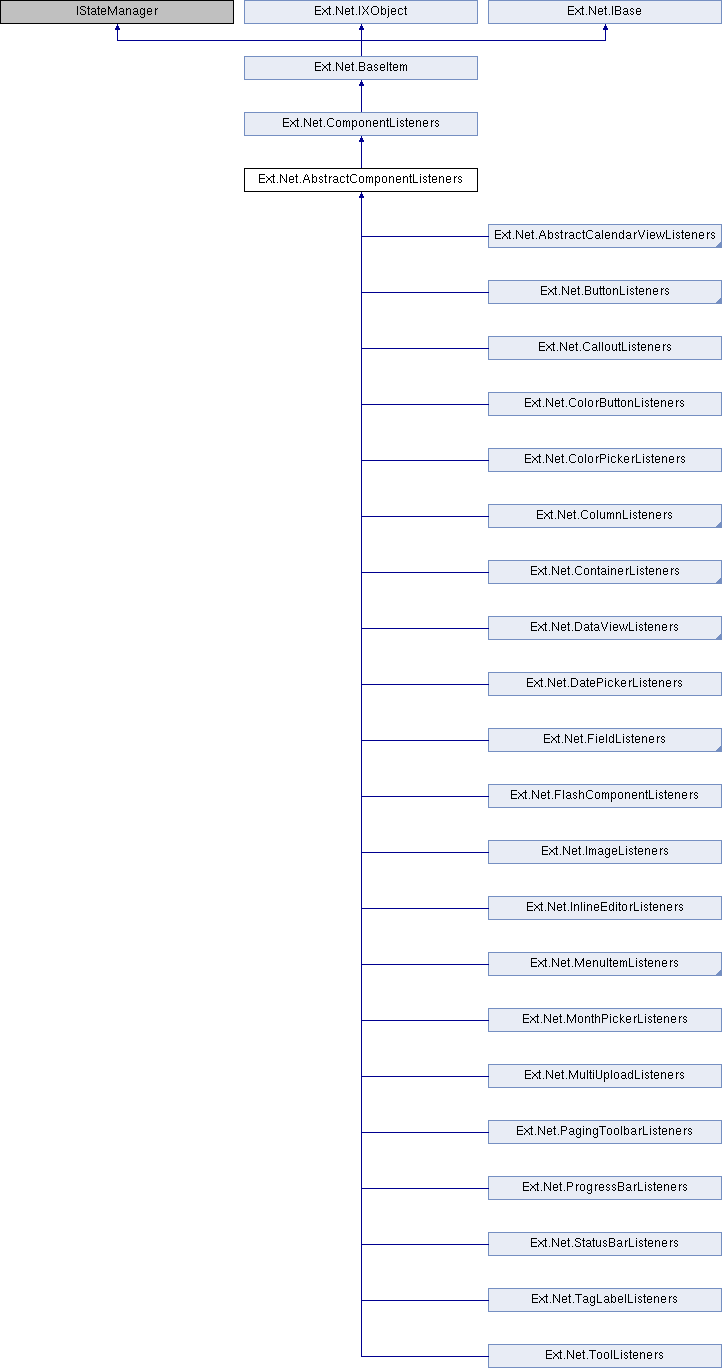 IStateManager
Ext.Net.IXObject
Ext.Net.IBase
Ext.Net.BaseItem
Ext.Net.ComponentListeners
Ext.Net.AbstractComponentListeners
Ext.Net.AbstractCalendarViewListeners
Ext.Net.ButtonListeners
Ext.Net.CalloutListeners
Ext.Net.ColorButtonListeners
Ext.Net.ColorPickerListeners
Ext.Net.ColumnListeners
Ext.Net.ContainerListeners
Ext.Net.DataViewListeners
Ext.Net.DatePickerListeners
Ext.Net.FieldListeners
Ext.Net.FlashComponentListeners
Ext.Net.ImageListeners
Ext.Net.InlineEditorListeners
Ext.Net.MenuItemListeners
Ext.Net.MonthPickerListeners
Ext.Net.MultiUploadListeners
Ext.Net.PagingToolbarListeners
Ext.Net.ProgressBarListeners
Ext.Net.StatusBarListeners
Ext.Net.TagLabelListeners
Ext.Net.ToolListeners